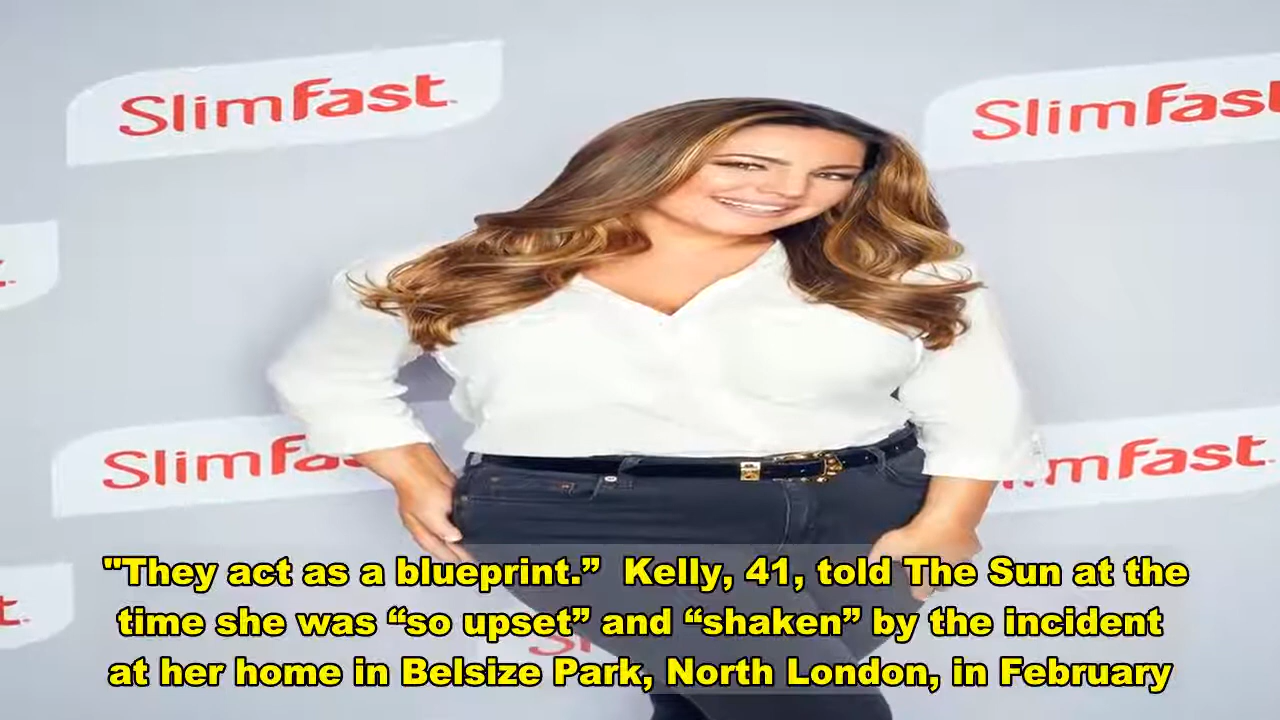 SlimFast.
SlimFast
t.
SlimFa
mFast.
t.
Sl
"They act as a blueprint.”  Kelly, 41, told The Sun at the
time she was “so upset” and “shaken” by the incident
at her home in Belsize Park, North London, in February